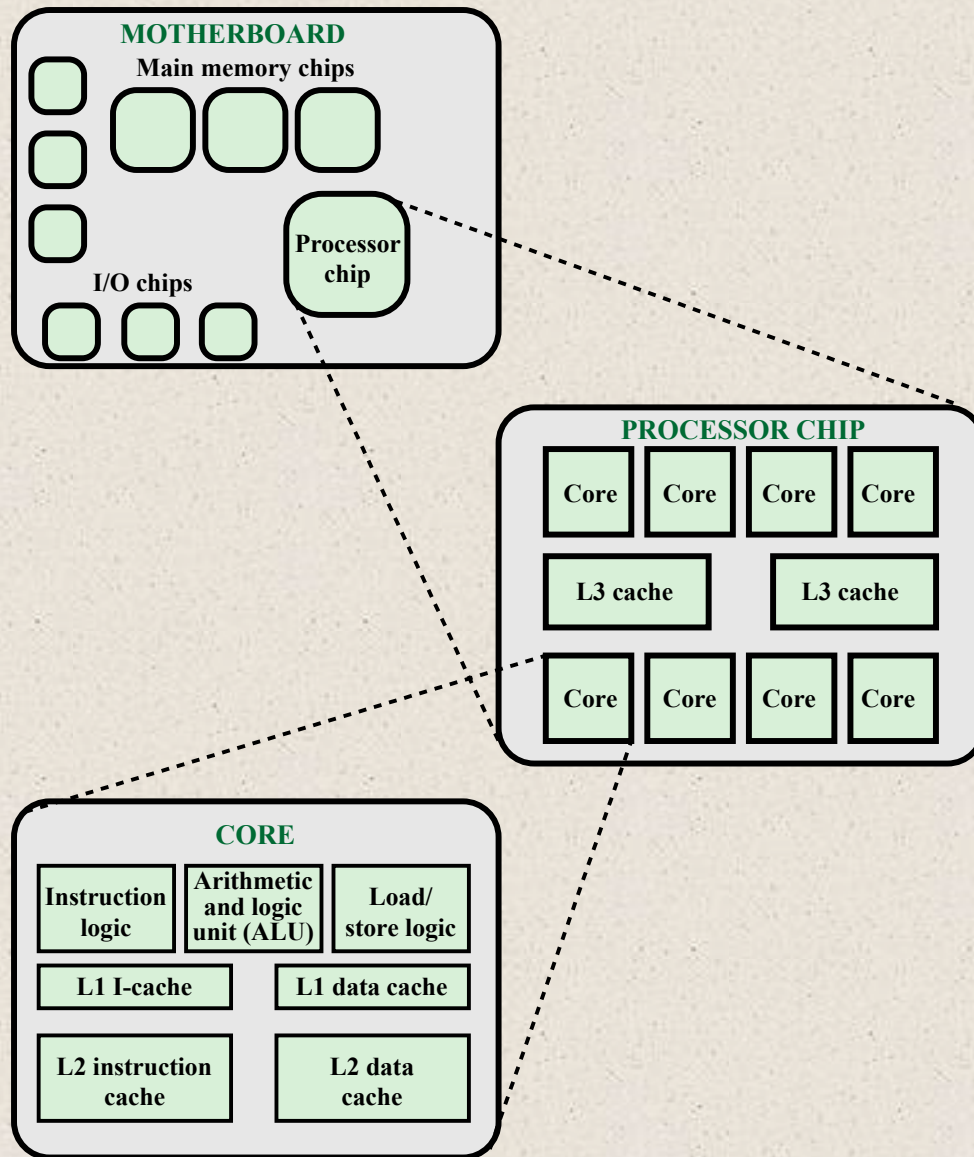 MOTHERBOARD
Main memory chips
Processor
chip
I/O chips
PROCESSOR CHIP
Core
Core
Core
Core
L3 cache
L3 cache
Core
Core
Core
Core
CORE
Instruction
logic
Arithmetic
and logic
unit (ALU)
Load/
store logic
L1 I-cache
L1 data cache
L2 instruction
cache
L2 data
cache